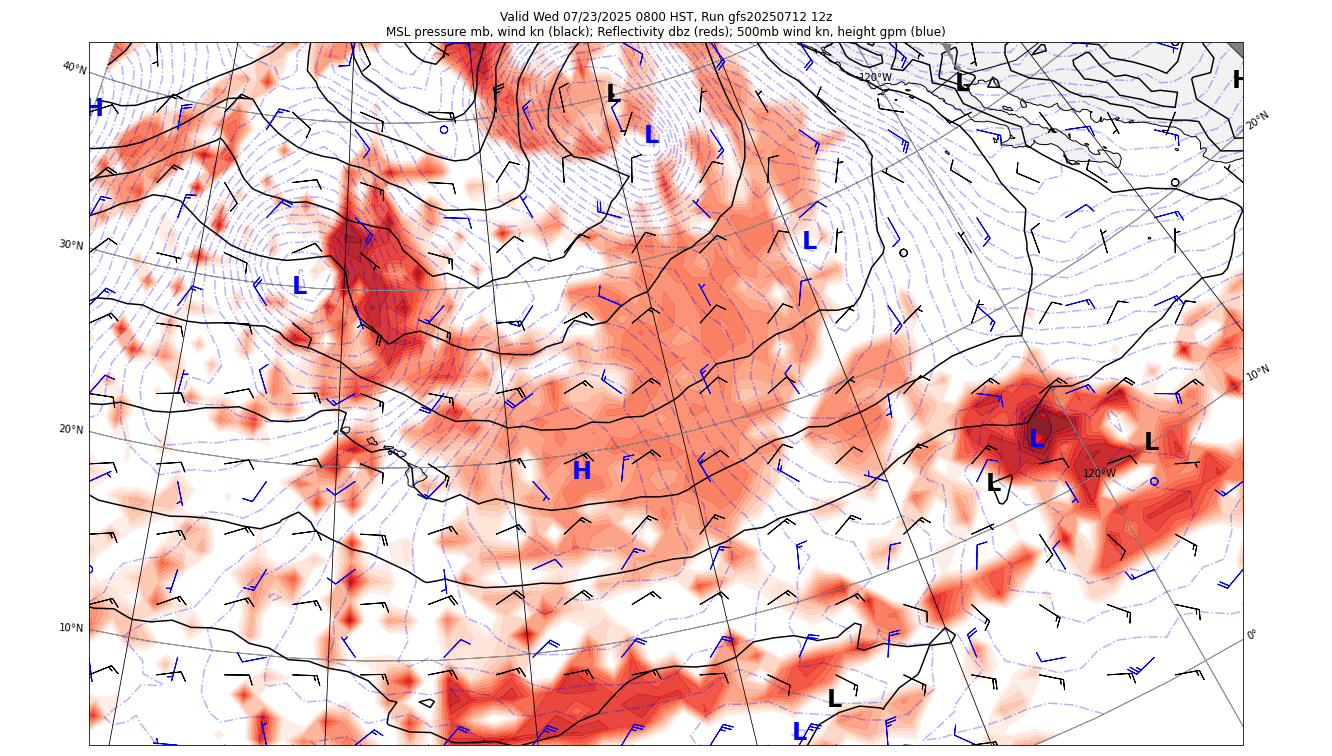 Valid Wed 07/23/2025 0800 HST, Run gfs20250712 12z
MSL pressure mb, wind kn (black); Reflectivity dbz (reds); 500mb wind kn, height gpm (blue)
40°N
120°W
L
L
H
H
L
20°N
30°N
L
L
10°N
20°N
H
L
L
120°W
L
10°N
0°
L
L